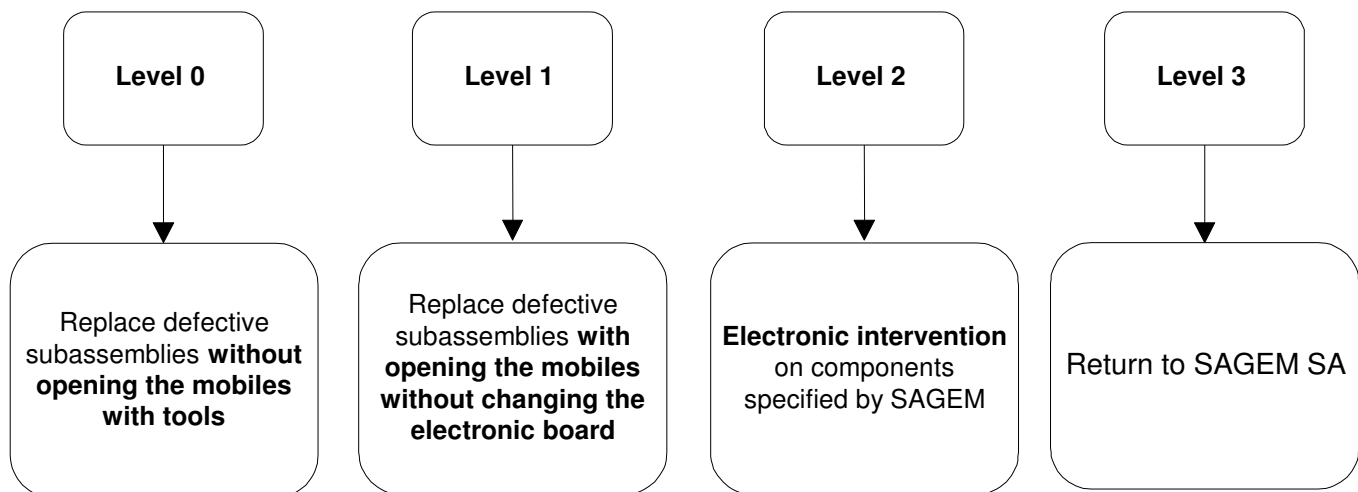 Level 0
Level 1
Level 2
Level 3
Replace defective
subassemblies without
opening the mobiles
with tools
Replace defective
subassemblies with
opening the mobiles
without changing the
electronic board
Electronic intervention
on components
specified by SAGEM
Return to SAGEM SA